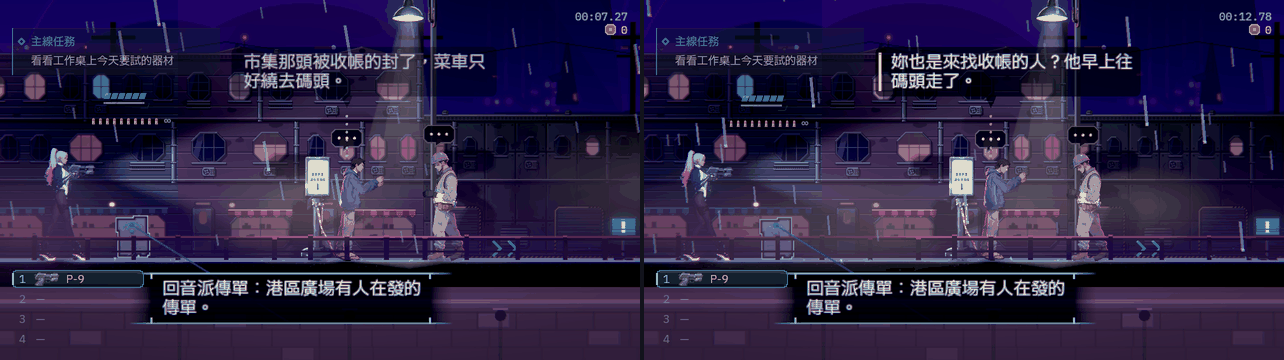 00:07.27
0
主線任務
看看工作桌上今天要試的器材
市集那頭被收帳的封了，菜車只
好繞去碼頭。
∞
...
...
1 P-9
2 —
3 —
4 —
回音派傳單：港區廣場有人在發的
傳單。
00:12.78
0
主線任務
看看工作桌上今天要試的器材
妳也是來找收帳的人？他早上往
碼頭走了。
∞
...
...
1 P-9
2 —
3 —
4 —
回音派傳單：港區廣場有人在發的
傳單。